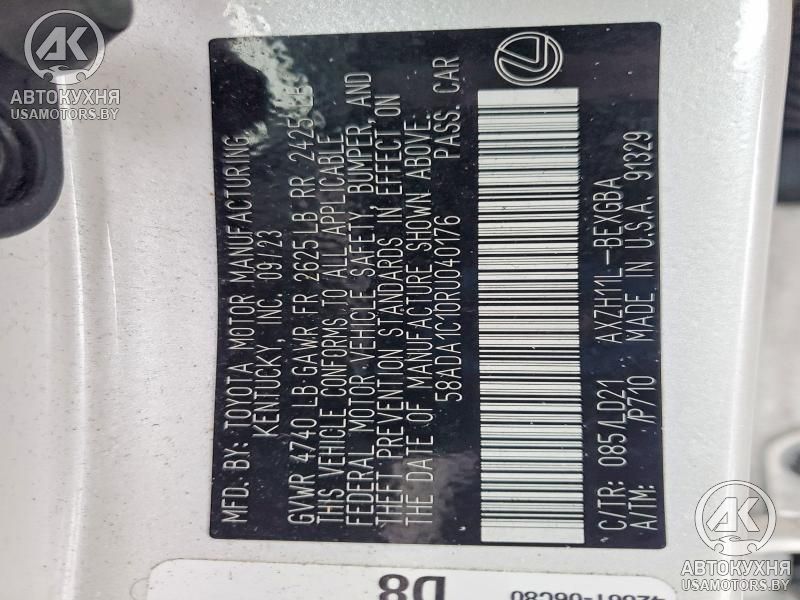 MFD. BY: TOYOTA MOTOR MANUFACTURING
KENTUCKY, INC. 09/23
GVWR 4740 LB GAWR FR 2625 LB RR 2425 LB
THIS VEHICLE CONFORMS TO ALL APPLICABLE
FEDERAL MOTOR VEHICLE SAFETY, BUMPER, AND
THEFT PREVENTION STANDARDS IN EFFECT ON
THE DATE OF MANUFACTURE SHOWN ABOVE.
58ADA1C10RU040176 PASS. CAR
C/TR: 085/LD21 AXZH11L-BEXGBA
A/TM: /P710 MADE IN U.S.A. 91329
D8
AK
АВТОКУХНЯ
USAMOTORS.BY
AK
АВТОКУХНЯ
USAMOTORS.BY